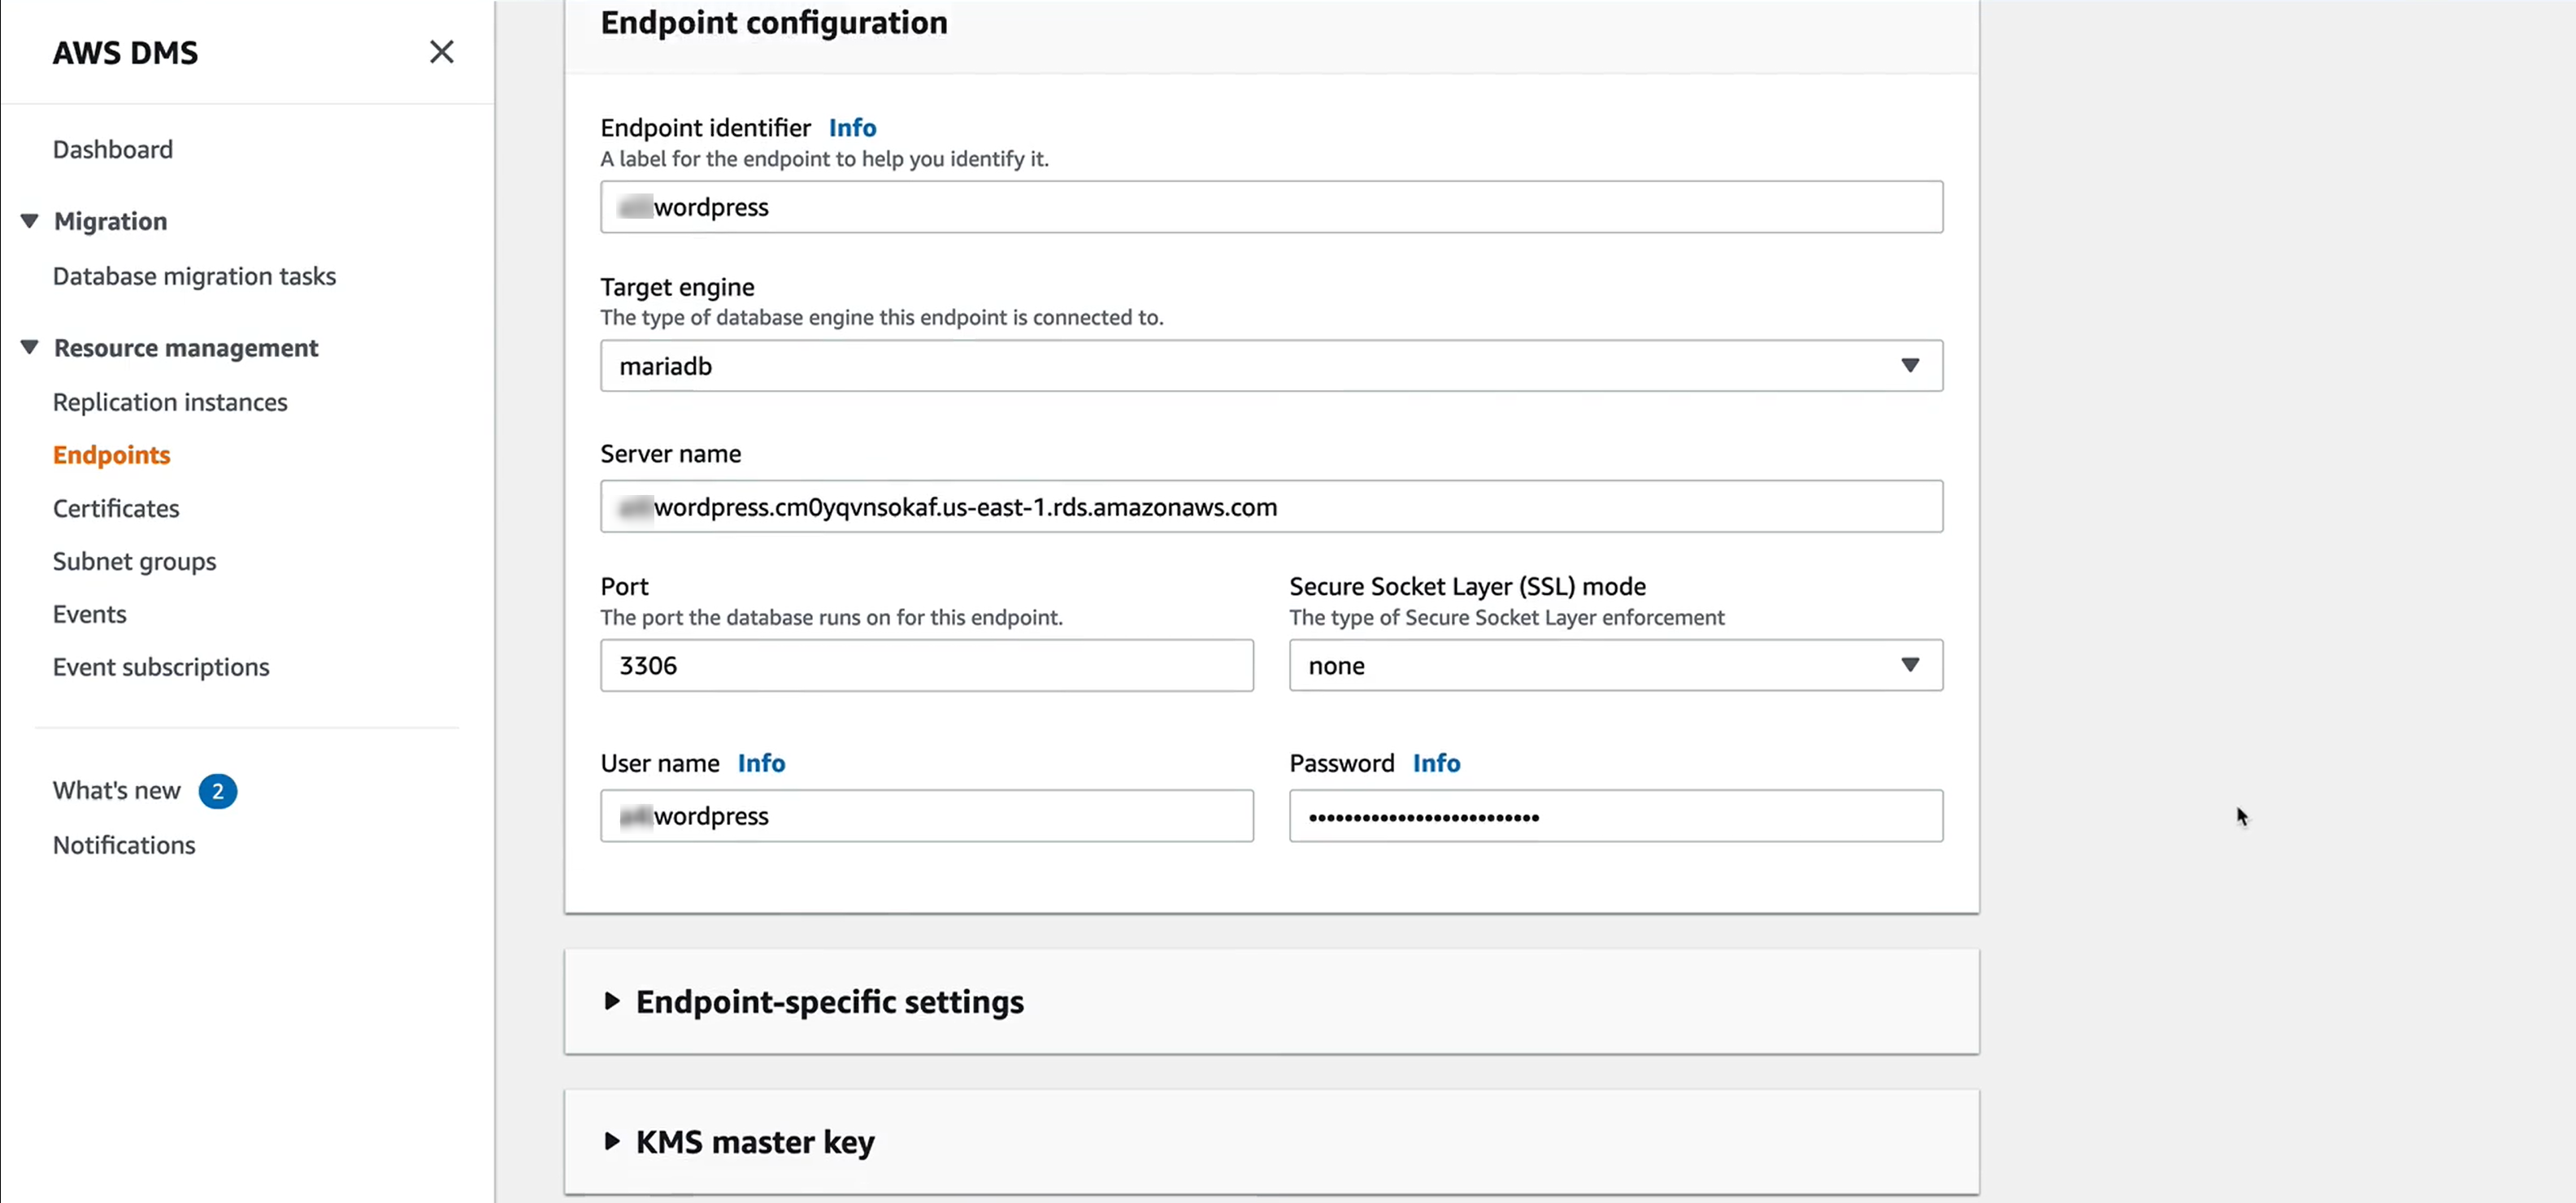 AWS DMS
Dashboard
Migration
Database migration tasks
Resource management
Replication instances
Endpoints
Certificates
Subnet groups
Events
Event subscriptions
What's new 2
Notifications
Endpoint configuration
Endpoint identifier Info
A label for the endpoint to help you identify it.
wordpress
Target engine
The type of database engine this endpoint is connected to.
mariadb
Server name
wordpress.cm0yqvnsokaf.us-east-1.rds.amazonaws.com
Port
The port the database runs on for this endpoint.
3306
Secure Socket Layer (SSL) mode
The type of Secure Socket Layer enforcement
none
User name Info
wordpress
Password Info
Endpoint-specific settings
KMS master key